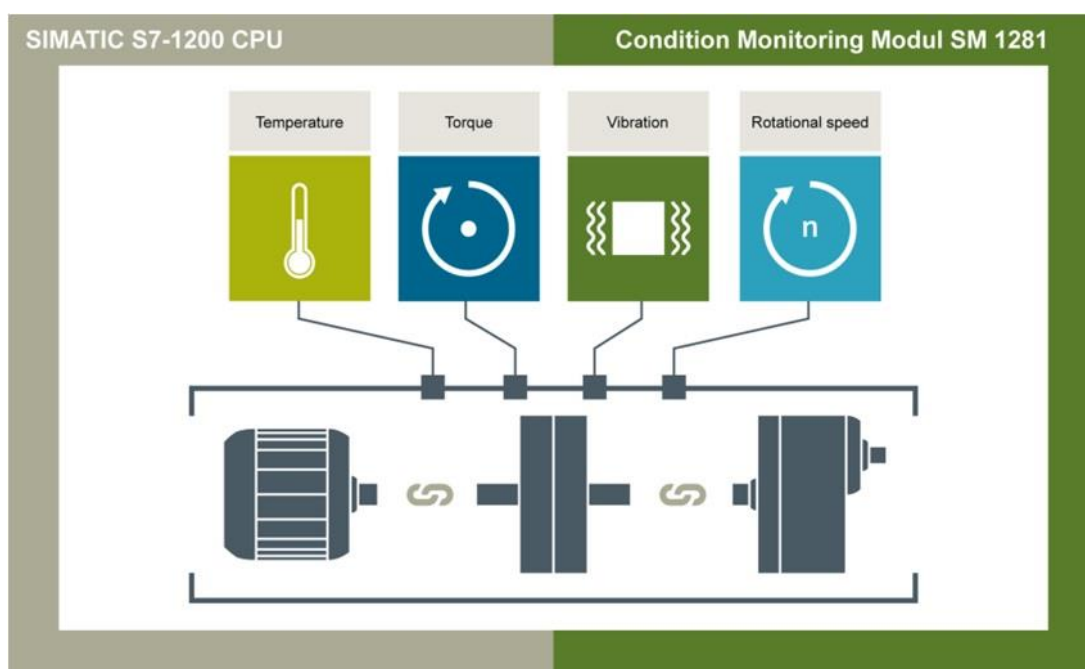 SIMATIC S7-1200 CPU
Condition Monitoring Modul SM 1281
Temperature
Torque
Vibration
Rotational speed
n